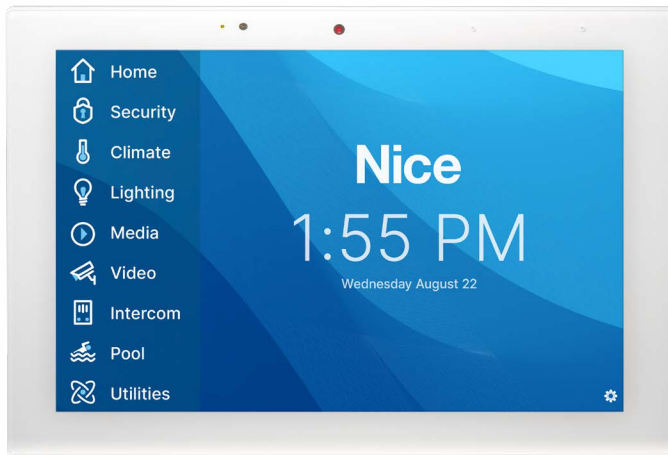 Home
Security
Climate
Lighting
Media
Video
Intercom
Pool
Utilities
Nice
1:55 PM
Wednesday August 22